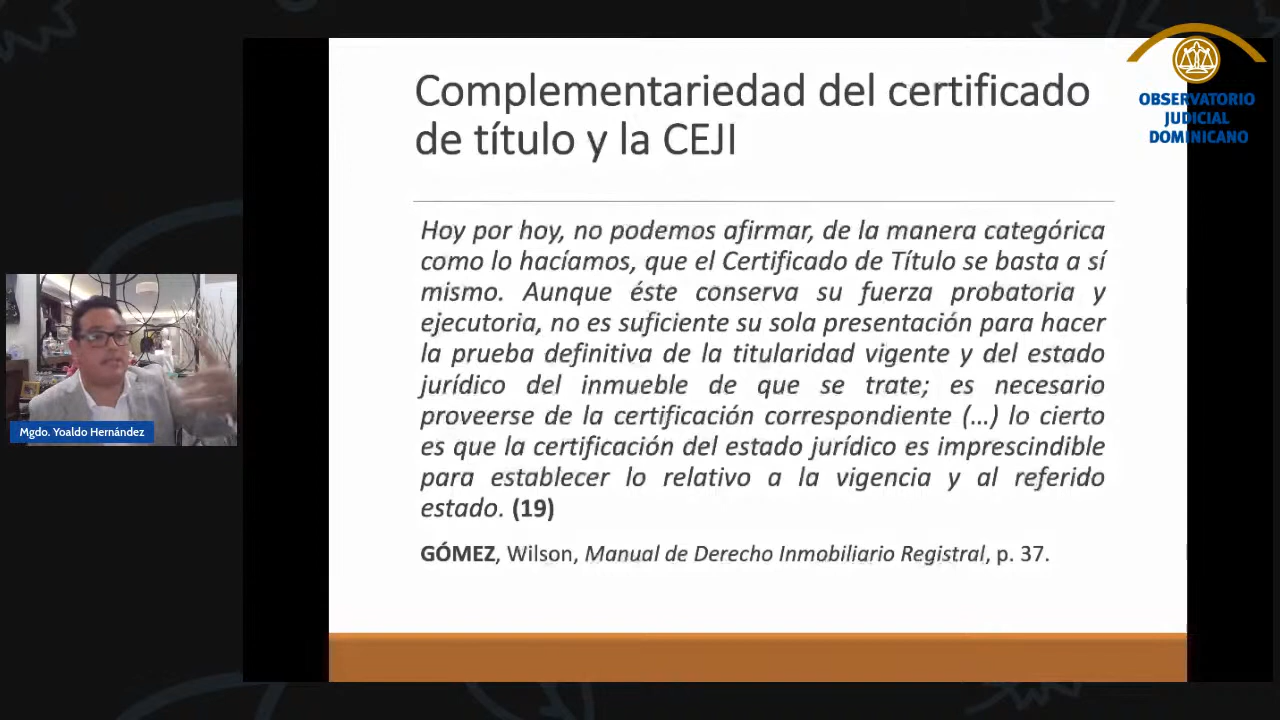 Complementariedad del certificado
de título y la CEJI
OBSERVATORIO
JUDICIAL
DOMINICANO
Hoy por hoy, no podemos afirmar, de la manera categórica
como lo hacíamos, que el Certificado de Título se basta a sí
mismo. Aunque éste conserva su fuerza probatoria y
ejecutoria, no es suficiente su sola presentación para hacer
la prueba definitiva de la titularidad vigente y del estado
jurídico del inmueble de que se trate; es necesario
proveerse de la certificación correspondiente (…) lo cierto
es que la certificación del estado jurídico es imprescindible
para establecer lo relativo a la vigencia y al referido
estado. (19)
GÓMEZ, Wilson, Manual de Derecho Inmobiliario Registral, p. 37.
Mgdo. Yoaldo Hernández